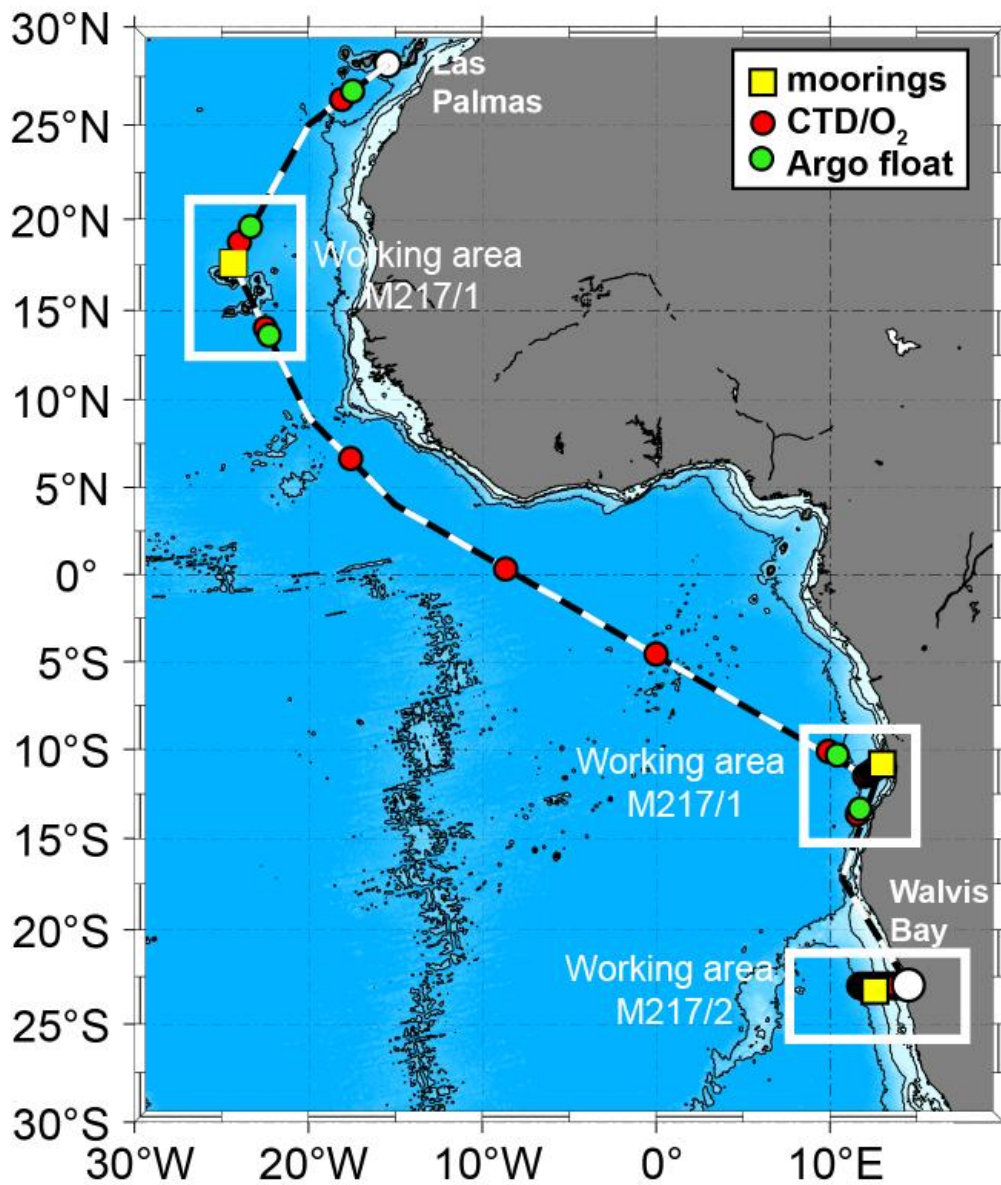 30°N
25°N
20°N
15°N
10°N
5°N
0°
5°S
10°S
15°S
20°S
25°S
30°S
30°W
20°W
10°W
0°
10°E
Las
Palmas
moorings
CTD/O₂
Argo float
Working area
M217/1
Working area
M217/1
Walvis
Bay
Working area
M217/2